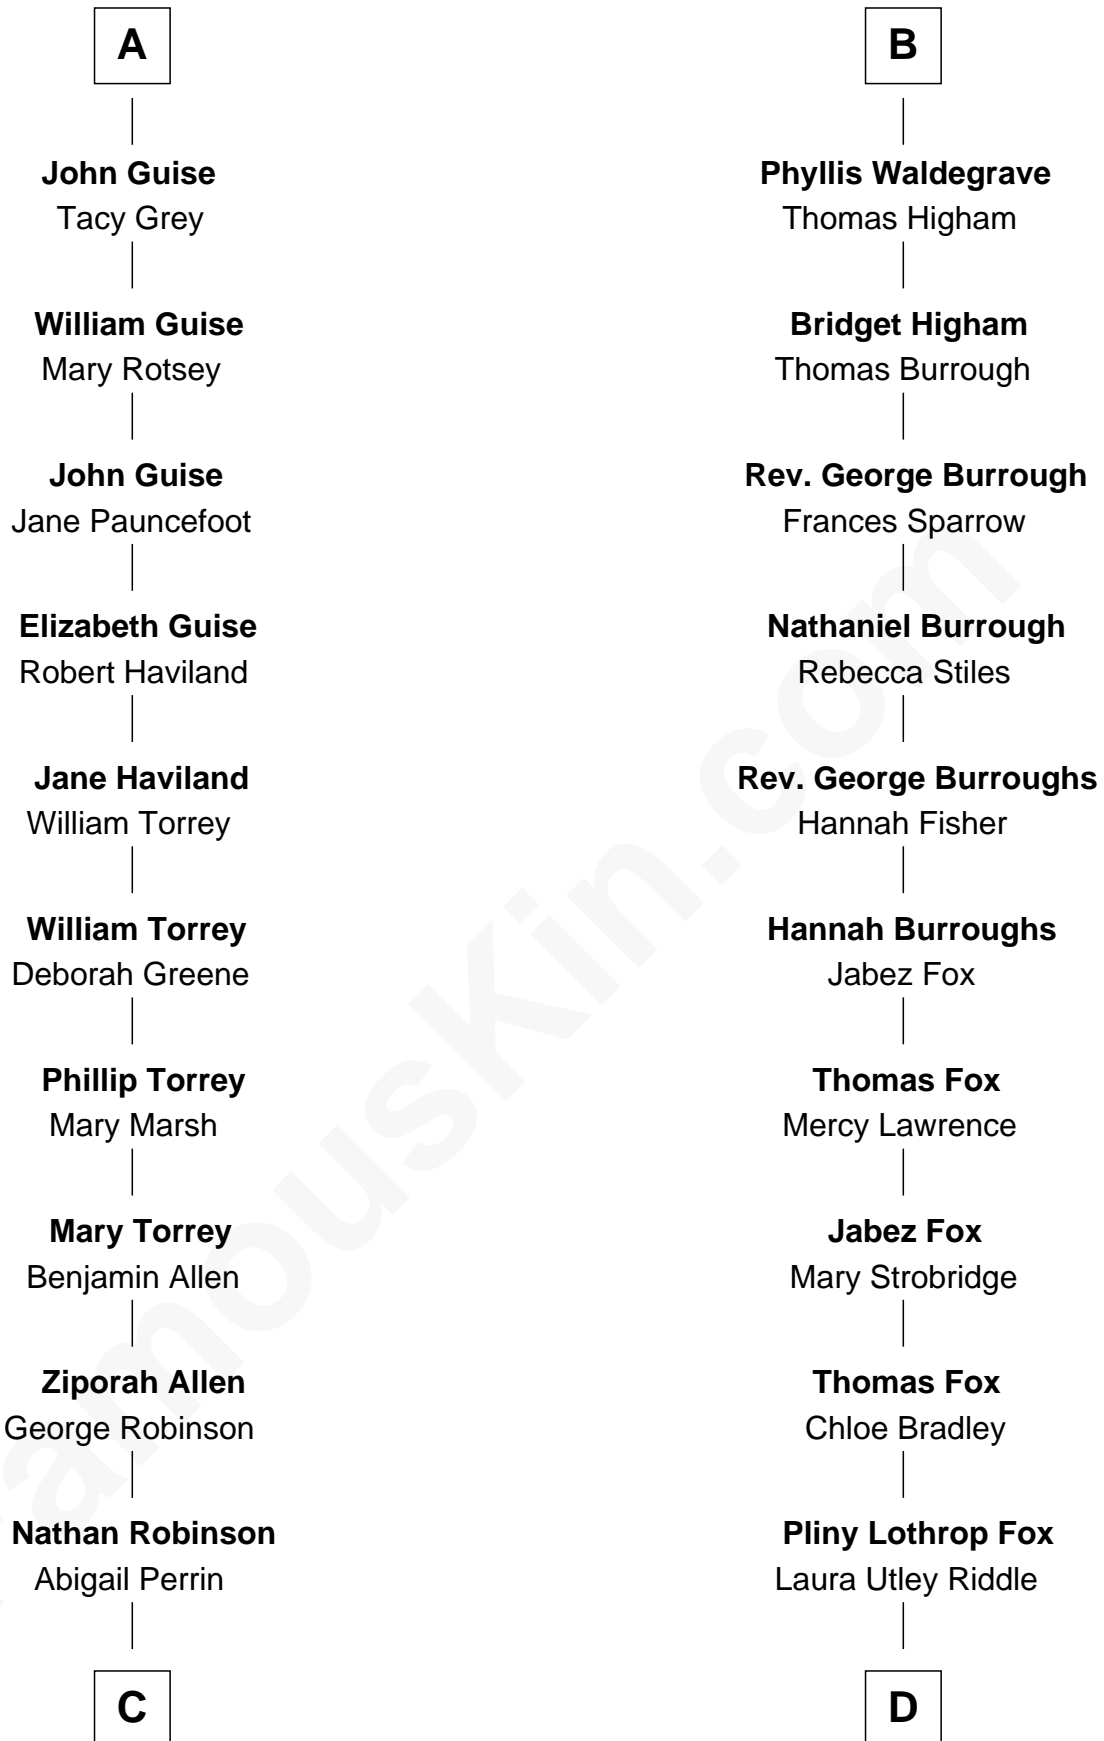 A
John Guise
Tacy Grey
William Guise
Mary Rotsey
John Guise
Jane Pauncefoot
Elizabeth Guise
Robert Haviland
Jane Haviland
William Torrey
William Torrey
Deborah Greene
Phillip Torrey
Mary Marsh
Mary Torrey
Benjamin Allen
Ziporah Allen
George Robinson
Nathan Robinson
Abigail Perrin
C
B
Phyllis Waldegrave
Thomas Higham
Bridget Higham
Thomas Burrough
Rev. George Burrough
Frances Sparrow
Nathaniel Burrough
Rebecca Stiles
Rev. George Burroughs
Hannah Fisher
Hannah Burroughs
Jabez Fox
Thomas Fox
Mercy Lawrence
Jabez Fox
Mary Strobridge
Thomas Fox
Chloe Bradley
Pliny Lothrop Fox
Laura Utley Riddle
D
FamousKin.com